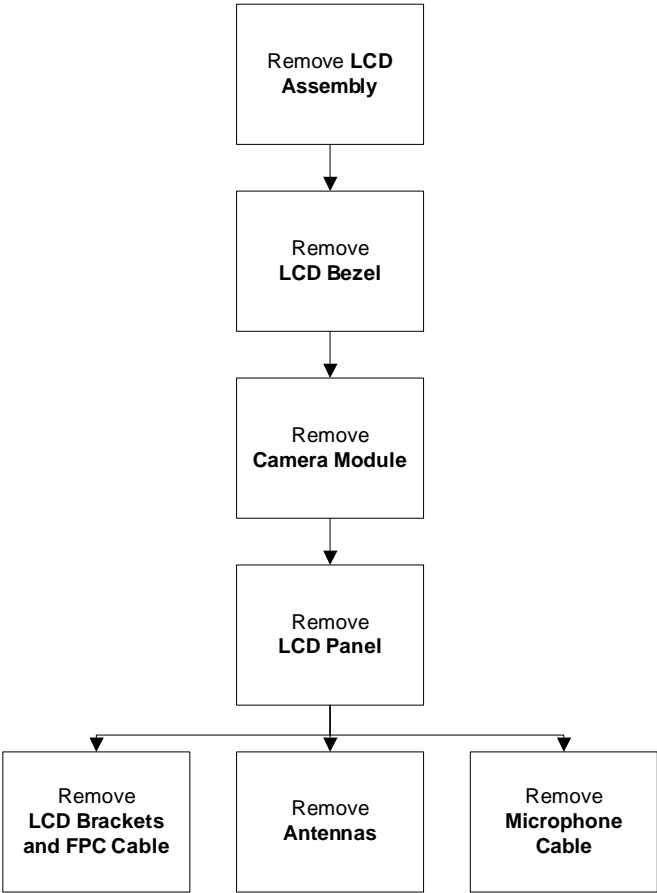 Remove LCD
Assembly
Remove
LCD Bezel
Remove
Camera Module
Remove
LCD Panel
Remove
LCD Brackets
and FPC Cable
Remove
Antennas
Remove
Microphone
Cable